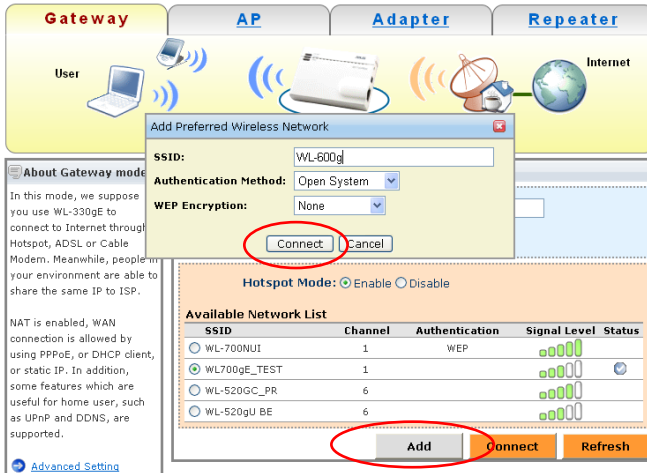 Gateway
AP
Adapter
Repeater
User
Internet
Add Preferred Wireless Network
SSID: WL-600g
Authentication Method: Open System
WEP Encryption: None
Connect Cancel
About Gateway mode
In this mode, we suppose
you use WL-330gE to
connect to Internet through
Hotspot, ADSL or Cable
Modem. Meanwhile, people in
your environment are able to
share the same IP to ISP.
NAT is enabled, WAN
connection is allowed by
using PPPoE, or DHCP client,
or static IP. In addition,
some features which are
useful for home user, such
as UPnP and DDNS, are
supported.
Advanced Setting
Hotspot Mode: Enable Disable
Available Network List
SSID Channel Authentication Signal Level Status
WL-700NUI 1 WEP
WL700gE_TEST 1
WL-520GC_PR 6
WL-520gU BE 6
Add Connect Refresh